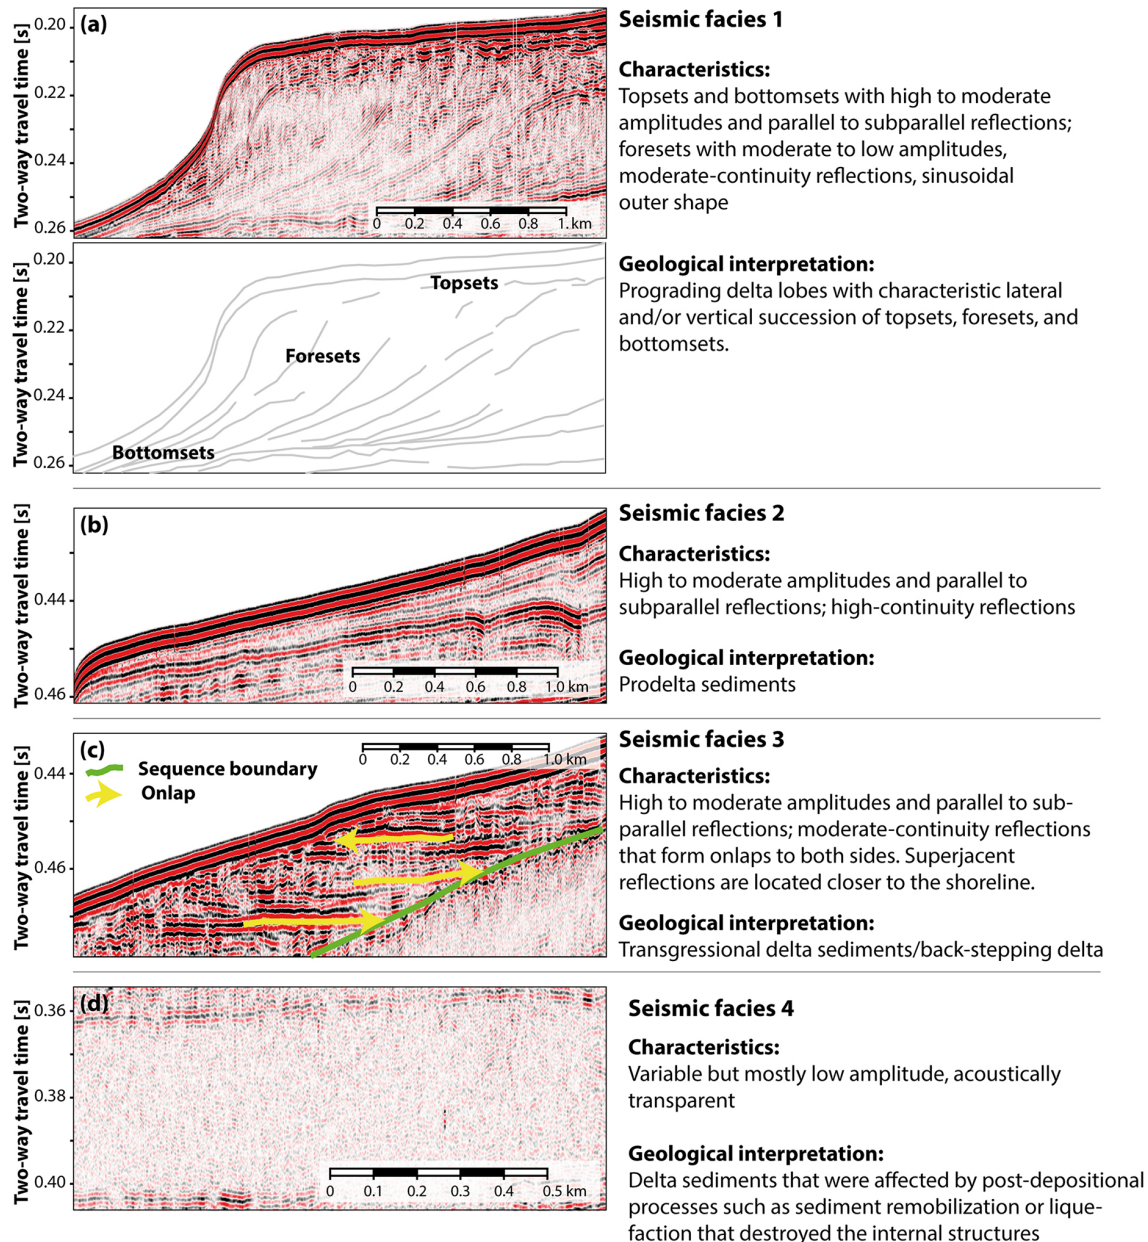 (a)
Two-way travel time [s]
0.20
0.22
0.24
0.26
0 0.2 0.4 0.6 0.8 1. km
Seismic facies 1
Characteristics:
Topsets and bottomsets with high to moderate
amplitudes and parallel to subparallel reflections;
foresets with moderate to low amplitudes,
moderate-continuity reflections, sinusoidal
outer shape
Two-way travel time [s]
0.20
0.22
0.24
0.26
Topsets
Foresets
Bottomsets
Geological interpretation:
Prograding delta lobes with characteristic lateral
and/or vertical succession of topsets, foresets, and
bottomsets.
(b)
Two-way travel time [s]
0.44
0.46
0 0.2 0.4 0.6 0.8 1.0 km
Seismic facies 2
Characteristics:
High to moderate amplitudes and parallel to
subparallel reflections; high-continuity reflections
Geological interpretation:
Prodelta sediments
(c)
Two-way travel time [s]
0.44
0.46
Sequence boundary
Onlap
0 0.2 0.4 0.6 0.8 1.0 km
Seismic facies 3
Characteristics:
High to moderate amplitudes and parallel to sub-
parallel reflections; moderate-continuity reflections
that form onlaps to both sides. Superjacent
reflections are located closer to the shoreline.
Geological interpretation:
Transgressional delta sediments/back-stepping delta
(d)
Two-way travel time [s]
0.36
0.38
0.40
0 0.1 0.2 0.3 0.4 0.5 km
Seismic facies 4
Characteristics:
Variable but mostly low amplitude, acoustically
transparent
Geological interpretation:
Delta sediments that were affected by post-depositional
processes such as sediment remobilization or lique-
faction that destroyed the internal structures